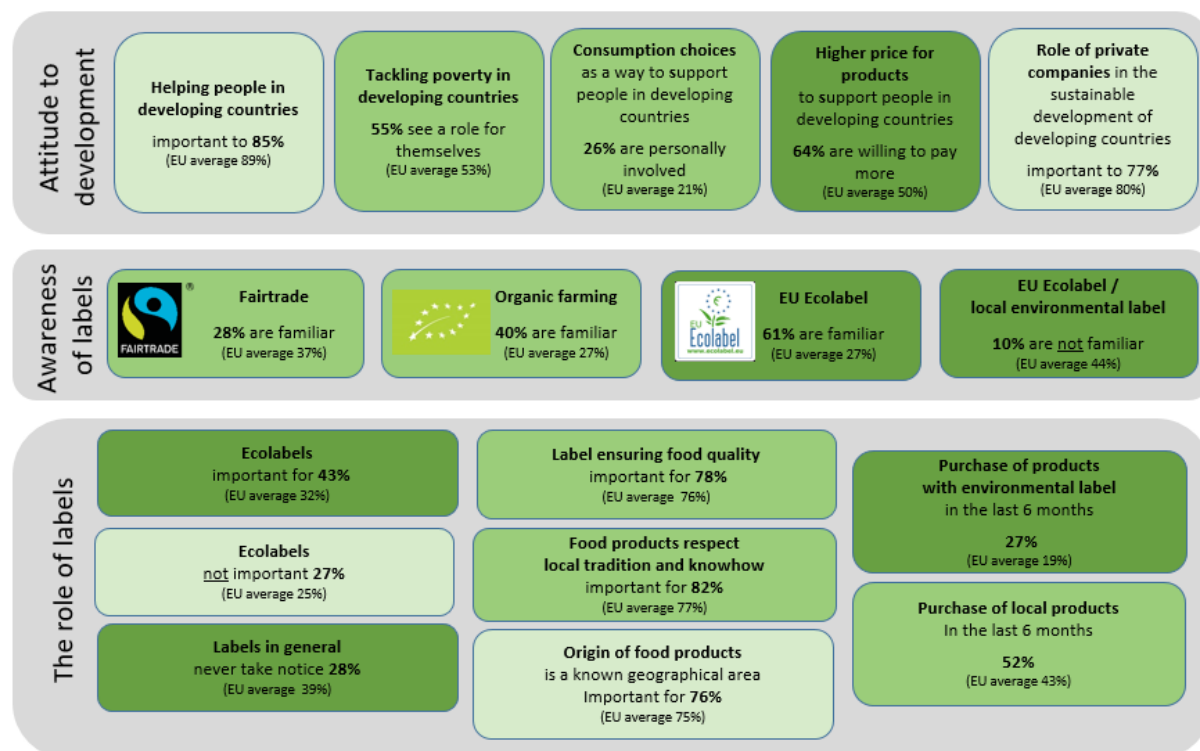 Attitude to
development
Helping people in
developing countries
important to 85%
(EU average 89%)
Tackling poverty in
developing countries
55% see a role for
themselves
(EU average 53%)
Consumption choices
as a way to support
people in developing
countries
26% are personally
involved
(EU average 21%)
Higher price for
products
to support people in
developing countries
64% are willing to pay
more
(EU average 50%)
Role of private
companies in the
sustainable
development of
developing countries
important to 77%
(EU average 80%)
Awareness
of labels
FAIRTRADE
®
Fairtrade
28% are familiar
(EU average 37%)
Organic farming
40% are familiar
(EU average 27%)
€
EU
Ecolabel
www.ecolabel.eu
EU Ecolabel
61% are familiar
(EU average 27%)
EU Ecolabel /
local environmental label
10% are not familiar
(EU average 44%)
The role of labels
Ecolabels
important for 43%
(EU average 32%)
Ecolabels
not important 27%
(EU average 25%)
Labels in general
never take notice 28%
(EU average 39%)
Label ensuring food quality
important for 78%
(EU average 76%)
Food products respect
local tradition and knowhow
important for 82%
(EU average 77%)
Origin of food products
is a known geographical area
Important for 76%
(EU average 75%)
Purchase of products
with environmental label
in the last 6 months
27%
(EU average 19%)
Purchase of local products
In the last 6 months
52%
(EU average 43%)